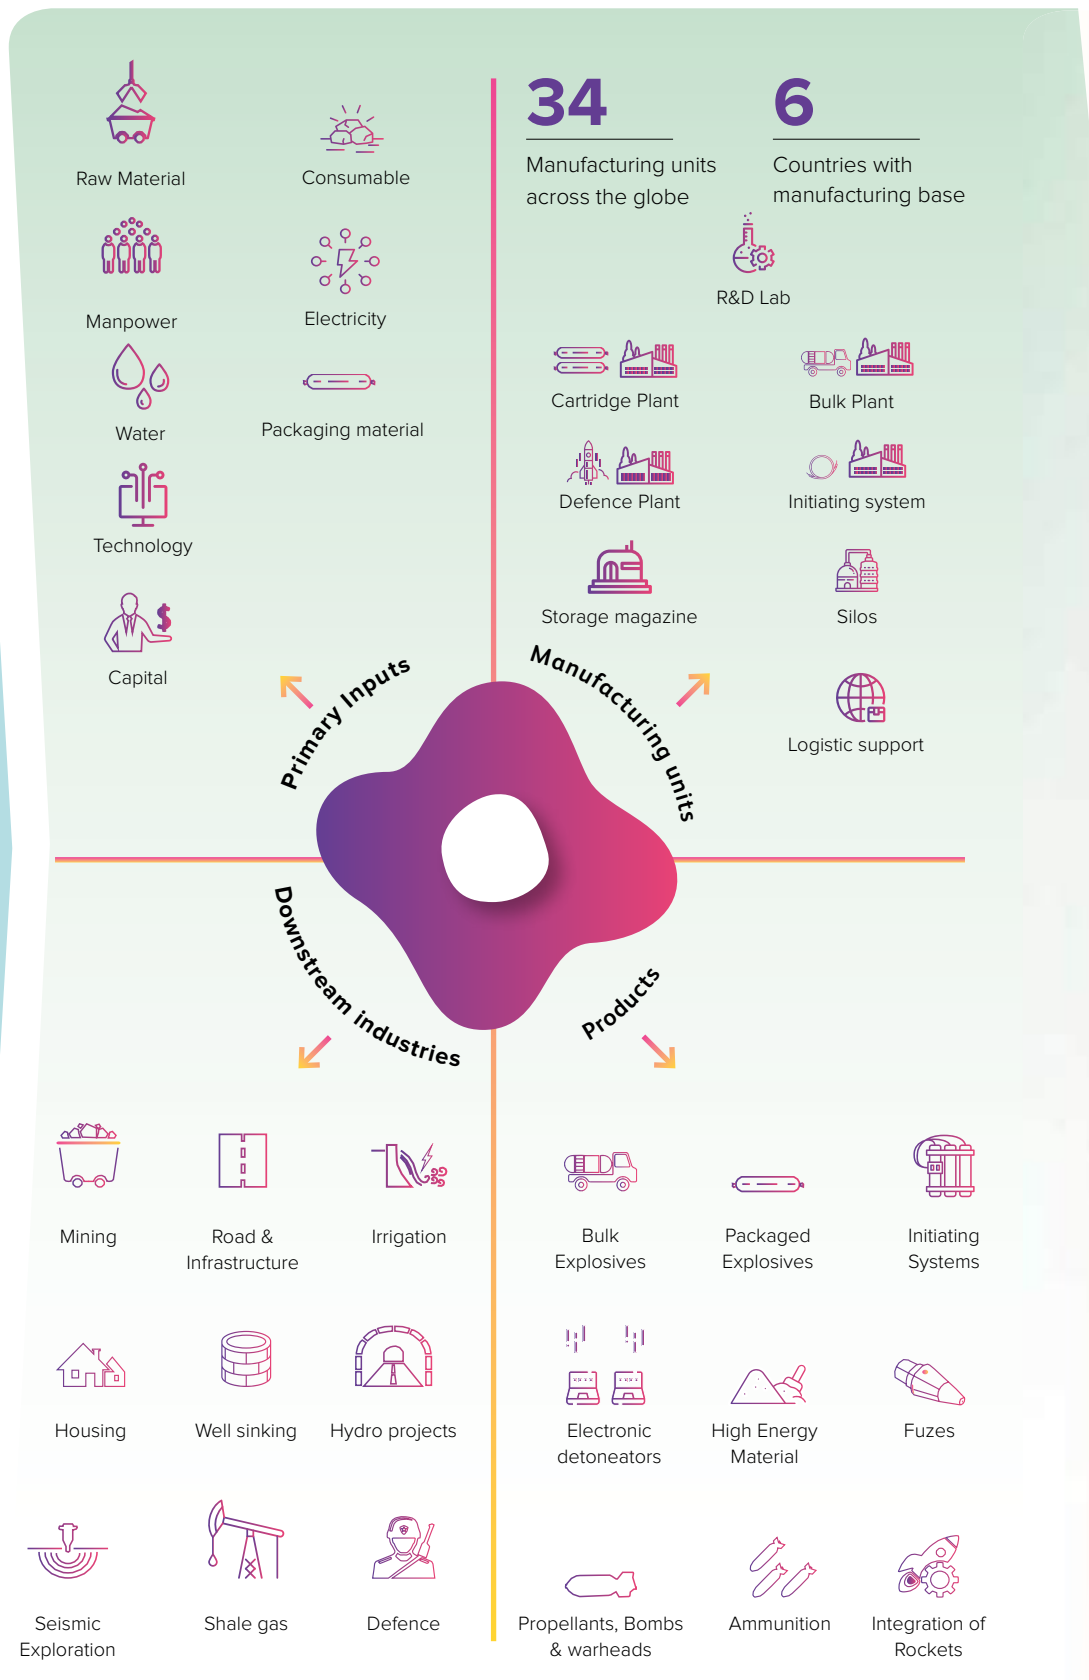 Raw Material
Consumable
Manpower
Electricity
Water
Packaging material
Technology
Capital
Primary Inputs
34
Manufacturing units
across the globe
6
Countries with
manufacturing base
R&D Lab
Cartridge Plant
Bulk Plant
Defence Plant
Initiating system
Storage magazine
Silos
Logistic support
Manufacturing units
Downstream industries
Mining
Road &
Infrastructure
Irrigation
Housing
Well sinking
Hydro projects
Seismic
Exploration
Shale gas
Defence
Products
Bulk
Explosives
Packaged
Explosives
Initiating
Systems
Electronic
detoneators
High Energy
Material
Fuzes
Propellants, Bombs
& warheads
Ammunition
Integration of
Rockets